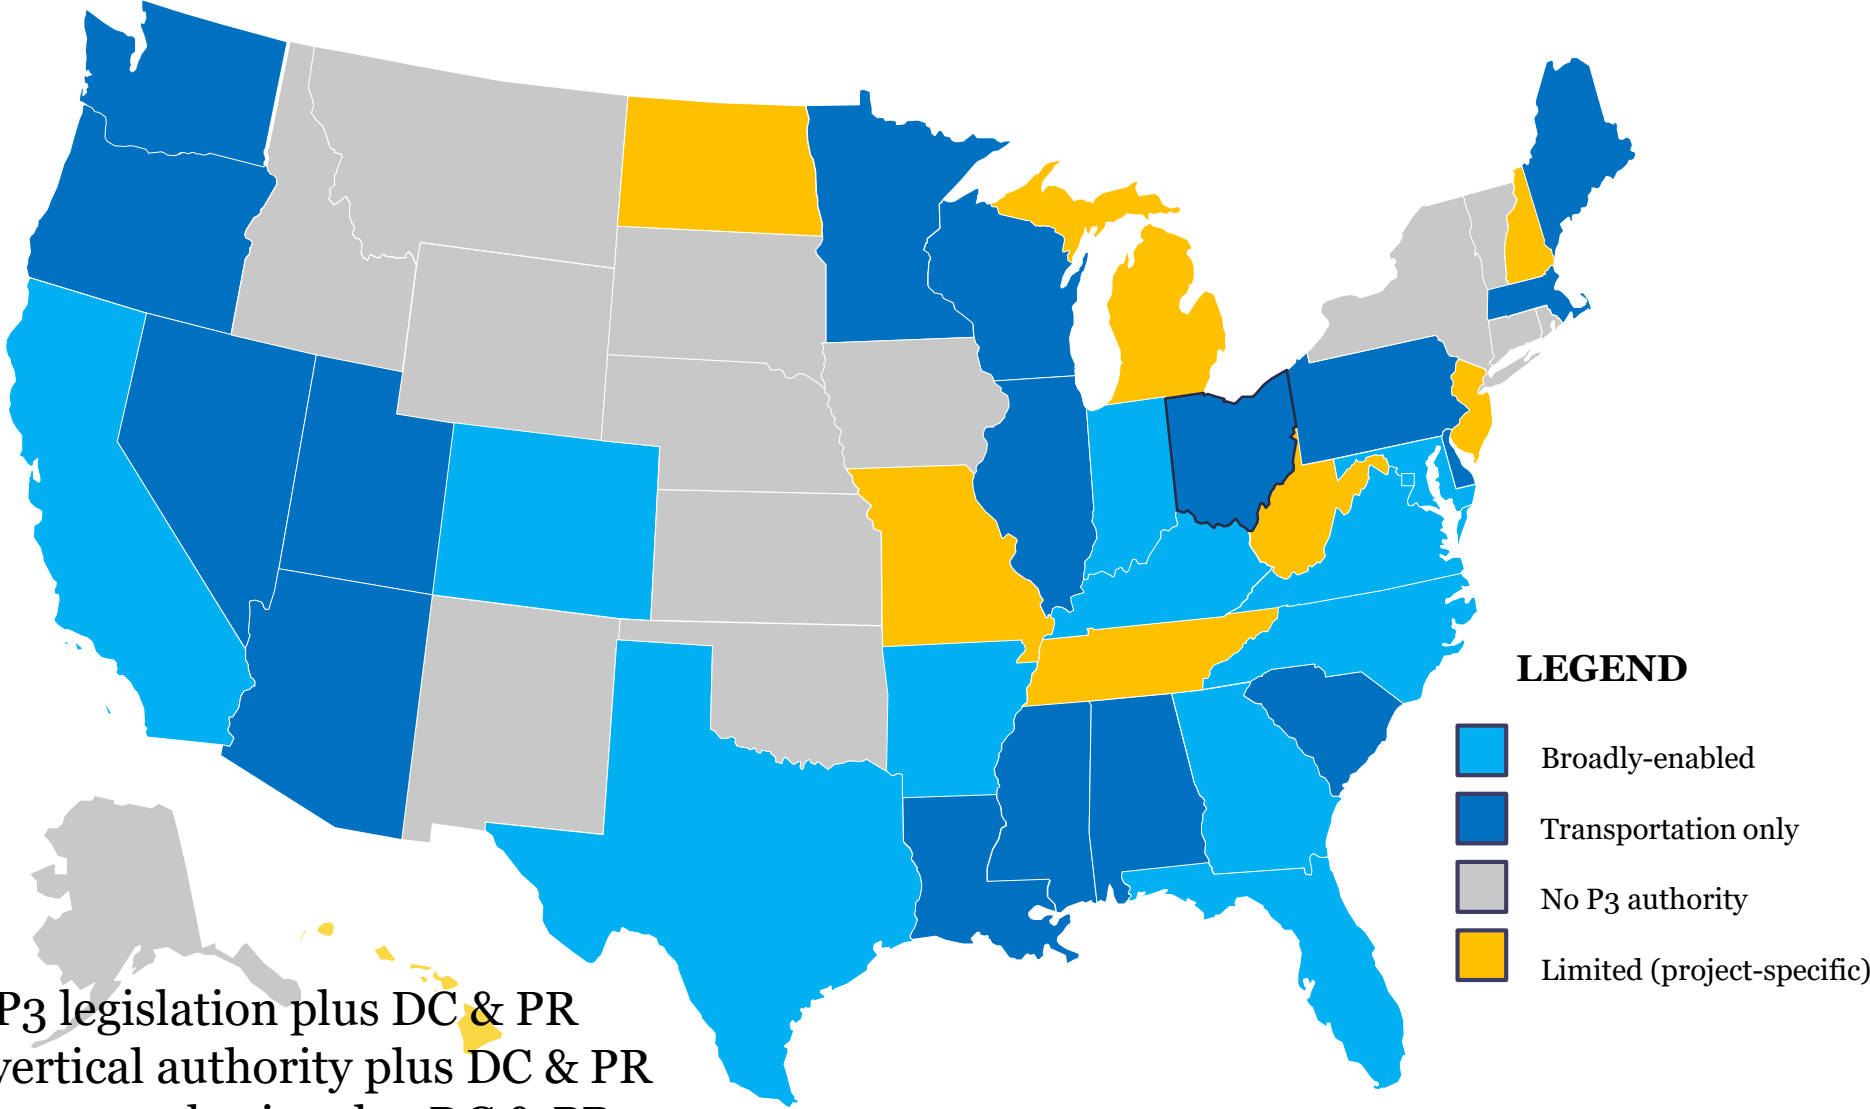 LEGEND
Broadly-enabled
Transportation only
No P3 authority
Limited (project-specific)
P3 legislation plus DC & PR
vertical authority plus DC & PR